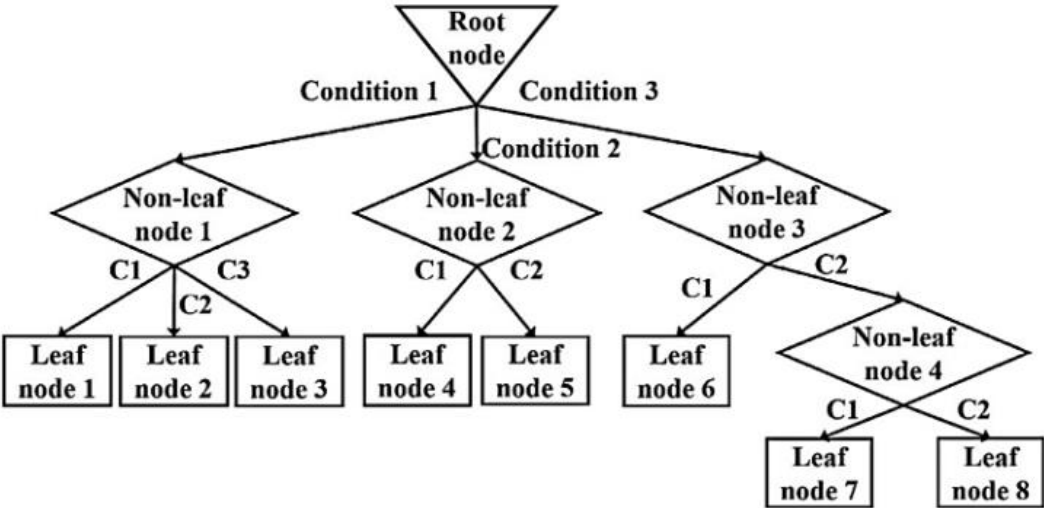 Root
node
Condition 1
Condition 3
Condition 2
Non-leaf
node 1
Non-leaf
node 2
Non-leaf
node 3
C1
C3
C2
C1
C2
C1
C2
Leaf
node 1
Leaf
node 2
Leaf
node 3
Leaf
node 4
Leaf
node 5
Leaf
node 6
Non-leaf
node 4
C1
C2
Leaf
node 7
Leaf
node 8